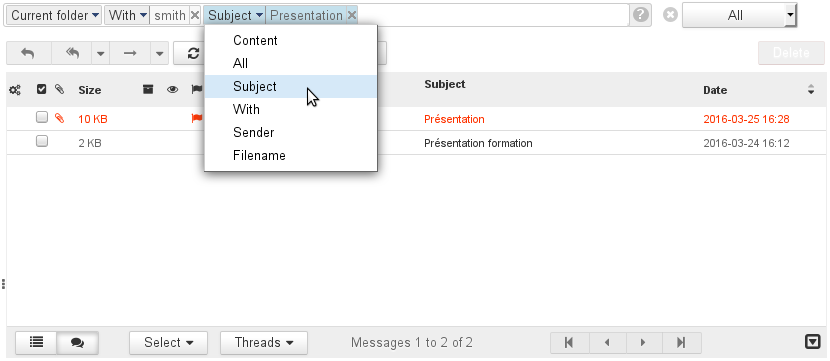 Current folder With smith Subject Presentation All
Delete
Content
All
Subject
With
Sender
Filename
Size Subject Date
10 KB Présentation 2016-03-25 16:28
2 KB Présentation formation 2016-03-24 16:12
Select Threads Messages 1 to 2 of 2